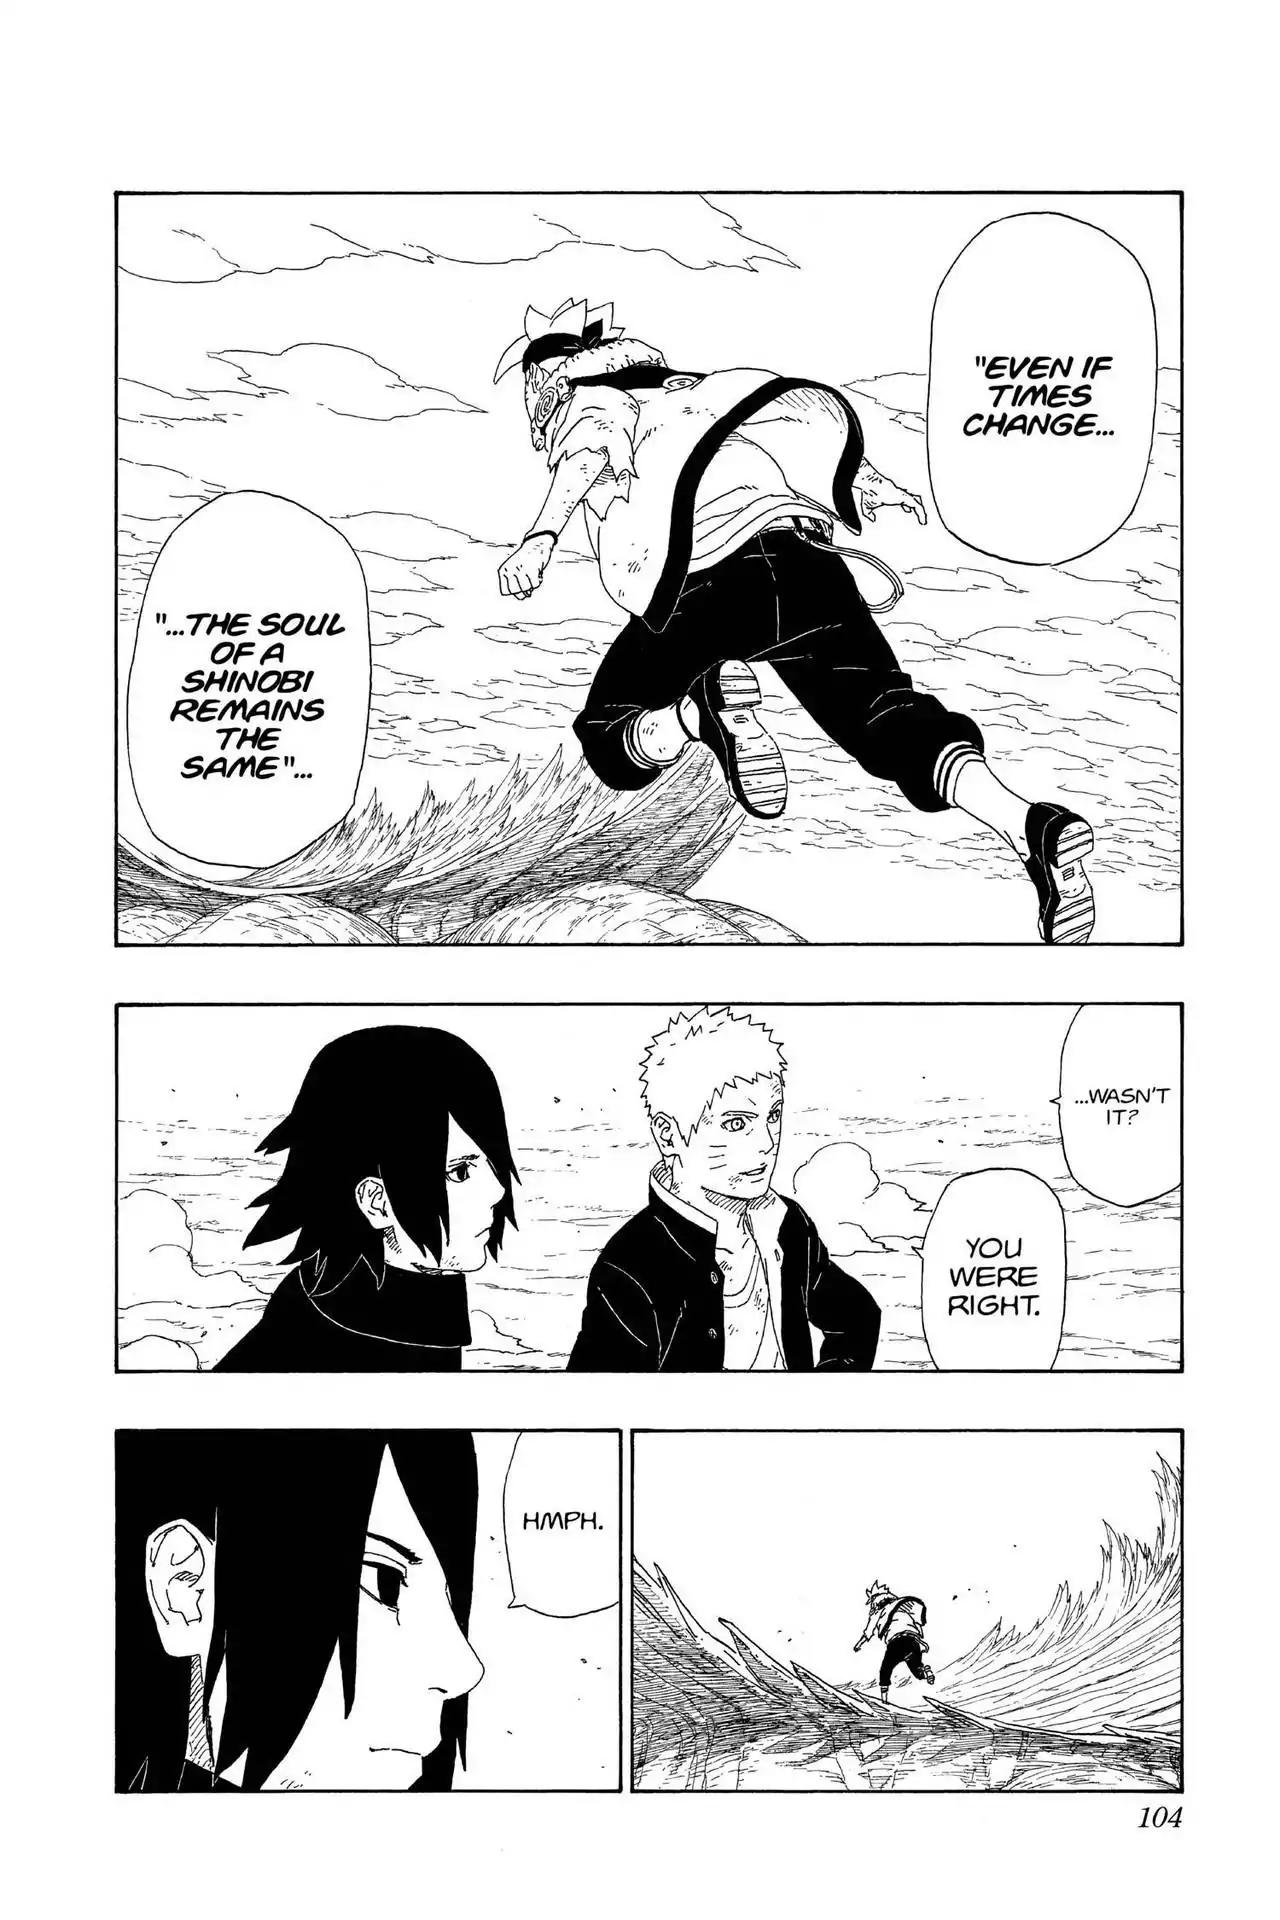 "EVEN IF
TIMES
CHANGE...
"...THE SOUL
OF A
SHINOBI
REMAINS
THE
SAME"...
...WASN'T
IT?
YOU
WERE
RIGHT.
HMPH.
104